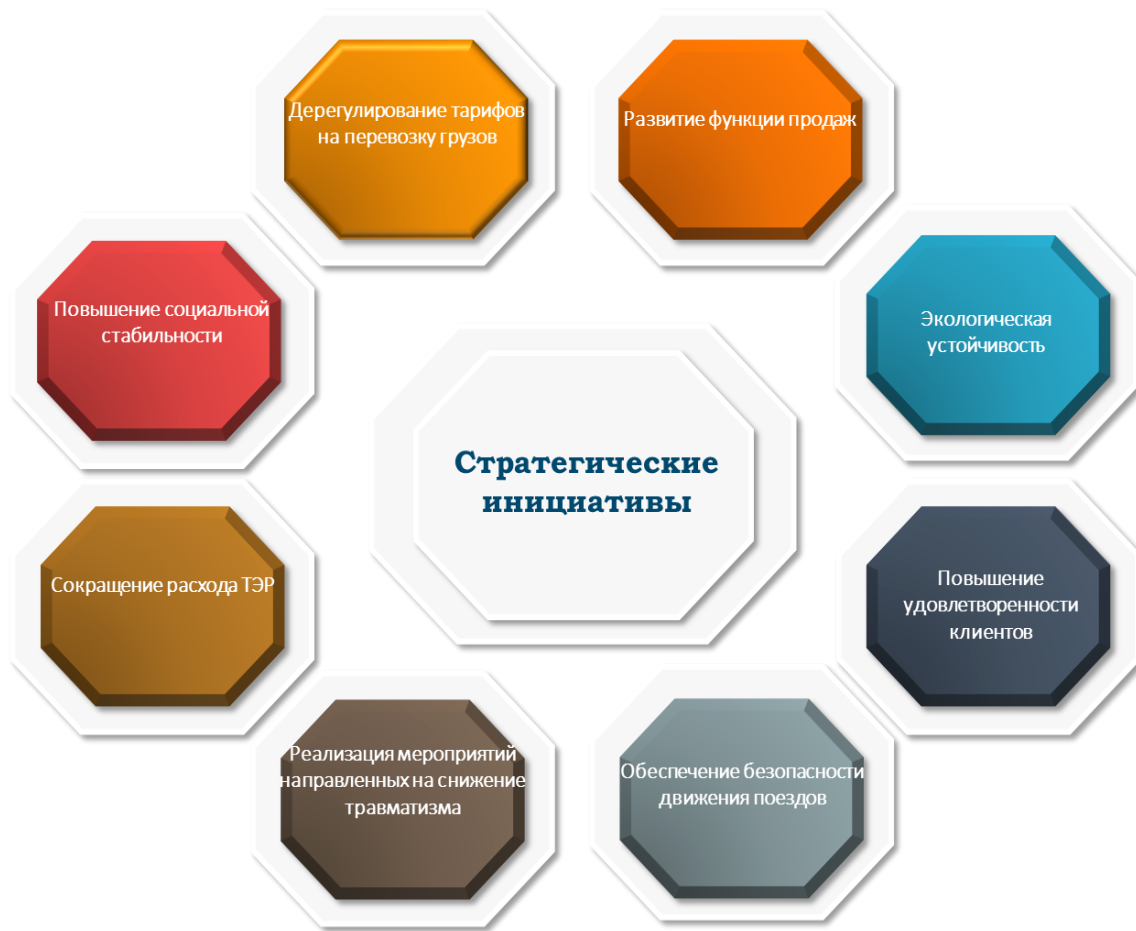 Дерегулирование тарифов
на перевозку грузов
Развитие функции продаж
Повышение социальной
стабильности
Экологическая
устойчивость
Стратегические
инициативы
Сокращение расхода ТЭР
Повышение
удовлетворенности
клиентов
Реализация мероприятий
направленных на снижение
травматизма
Обеспечение безопасности
движения поездов